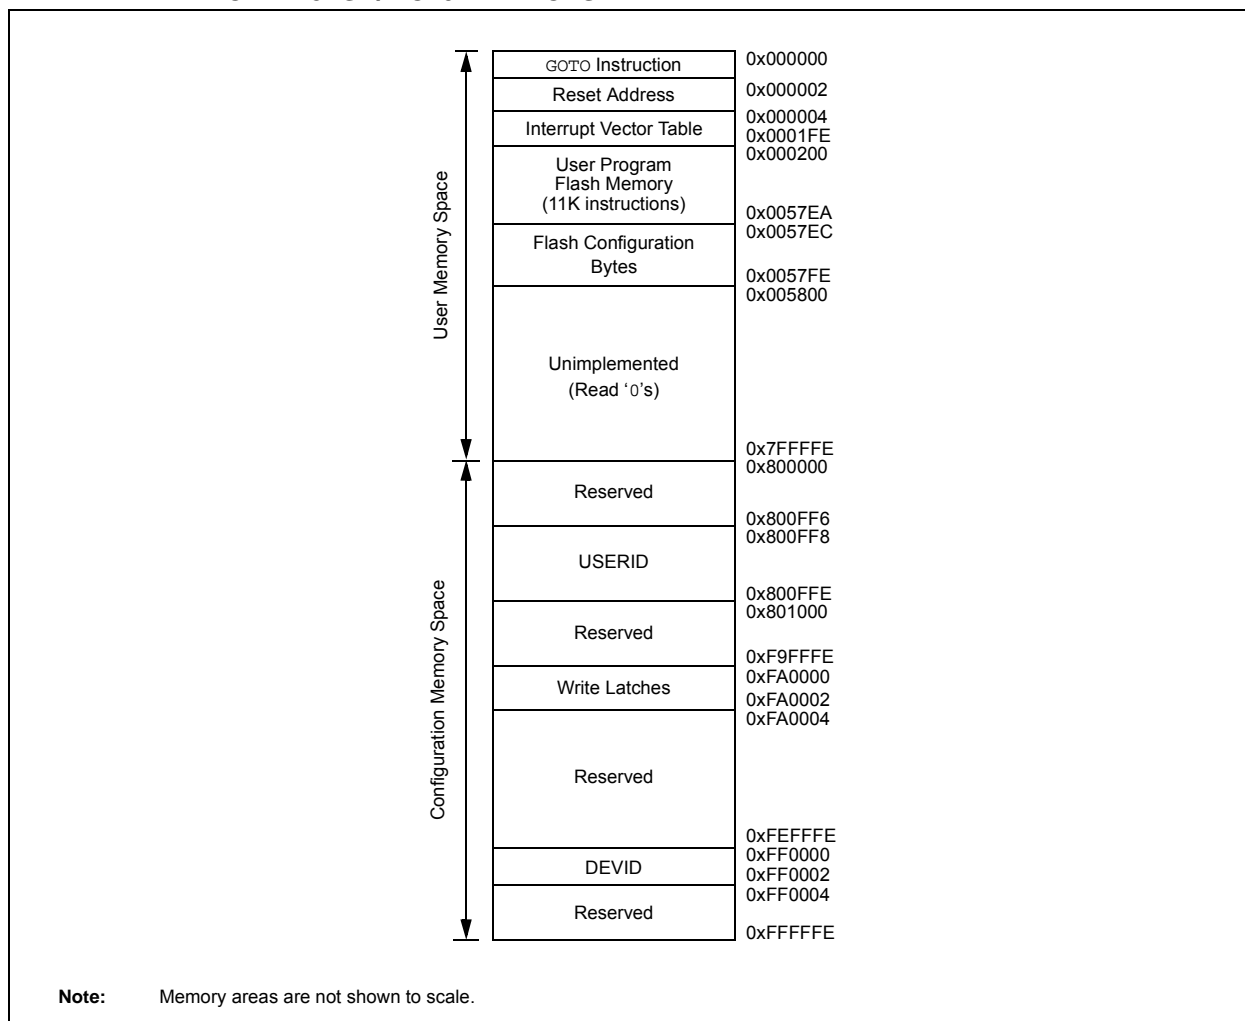 GOTO Instruction
0x000000
Reset Address
0x000002
0x000004
Interrupt Vector Table
0x0001FE
0x000200
User Program
Flash Memory
(11K instructions)
0x0057EA
0x0057EC
Flash Configuration
Bytes
0x0057FE
0x005800
User Memory Space
Unimplemented
(Read ‘0’s)
0x7FFFFE
0x800000
Reserved
0x800FF6
0x800FF8
USERID
0x800FFE
0x801000
Reserved
0xF9FFFE
0xFA0000
Write Latches
0xFA0002
0xFA0004
Configuration Memory Space
Reserved
0xFEFFFE
0xFF0000
DEVID
0xFF0002
0xFF0004
Reserved
0xFFFFFE
Note: Memory areas are not shown to scale.